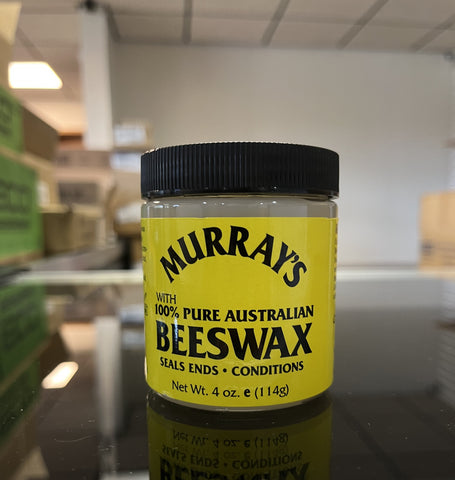 MURRAY'S
WITH
100% PURE AUSTRALIAN
BEESWAX
SEALS ENDS • CONDITIONS
Net Wt. 4 oz. e (114g)